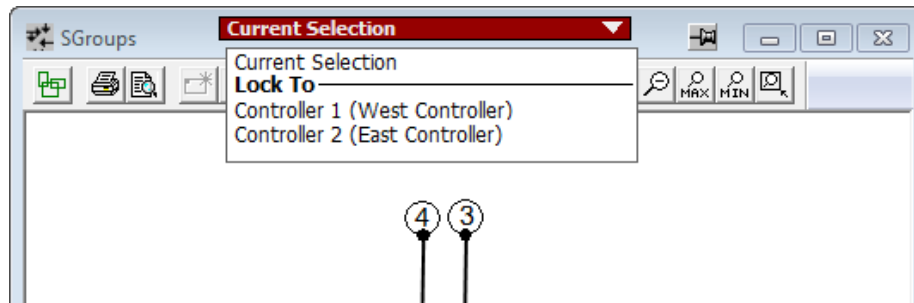 SGroups
Current Selection
Current Selection
Lock To
Controller 1 (West Controller)
Controller 2 (East Controller)
MAX MIN
4 3